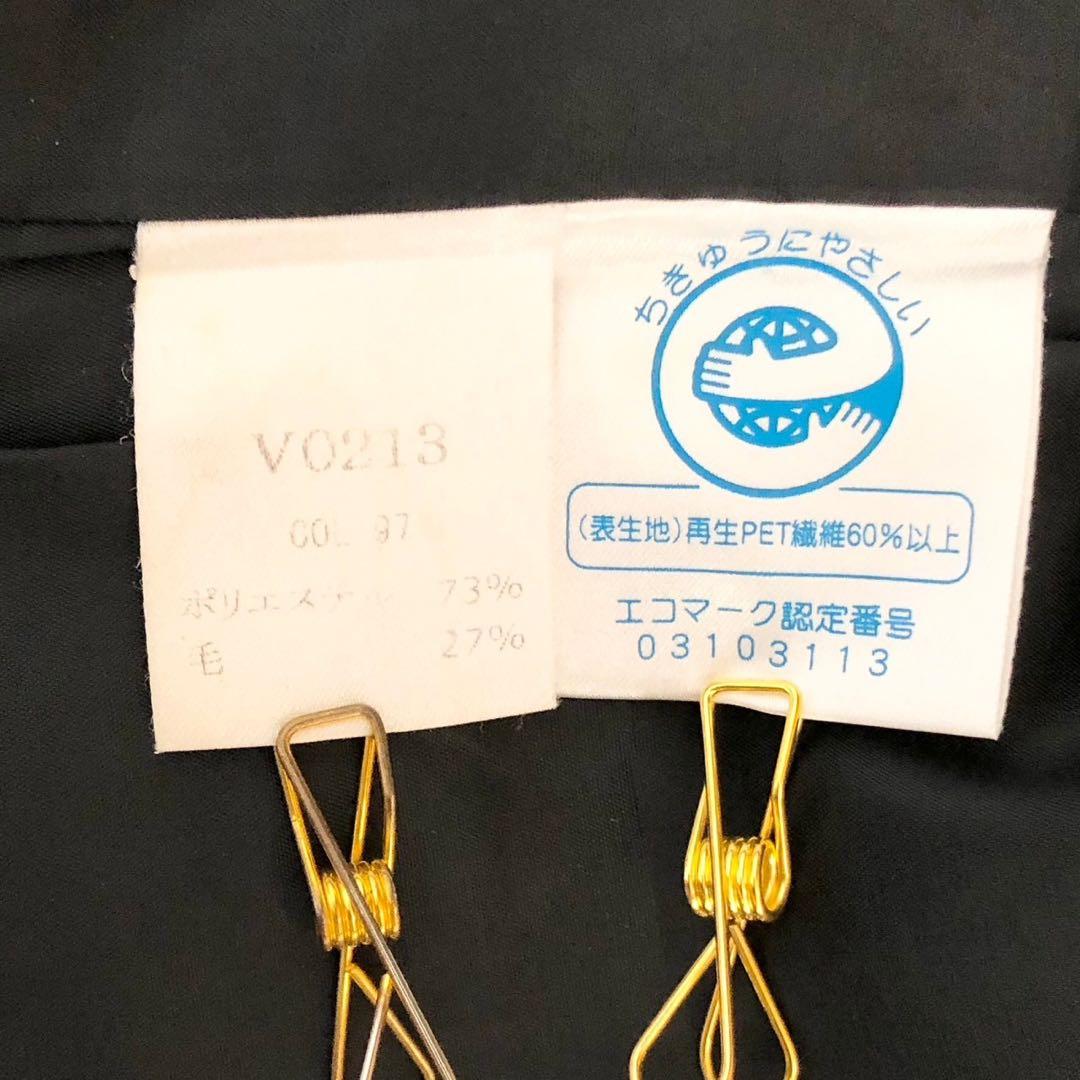 V0213
COL 97
ポリエステル 73%
毛 27%
ちきゅうにやさしい
(表生地)再生PET繊維60%以上
エコマーク認定番号
03103113